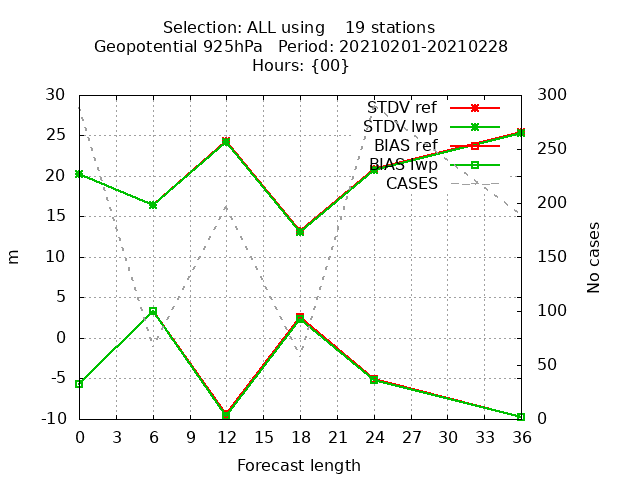 Selection: ALL using    19 stations
Geopotential 925hPa   Period: 20210201-20210228
Hours: {00}
30 300
STDV ref
25 250
STDV lwp
BIAS ref
BIAS lwp
20 200
CASES
15
10 150
m
No cases
5 100
0
-5 50
-10 0
0 3 6 9 12 15 18 21 24 27 30 33 36
Forecast length